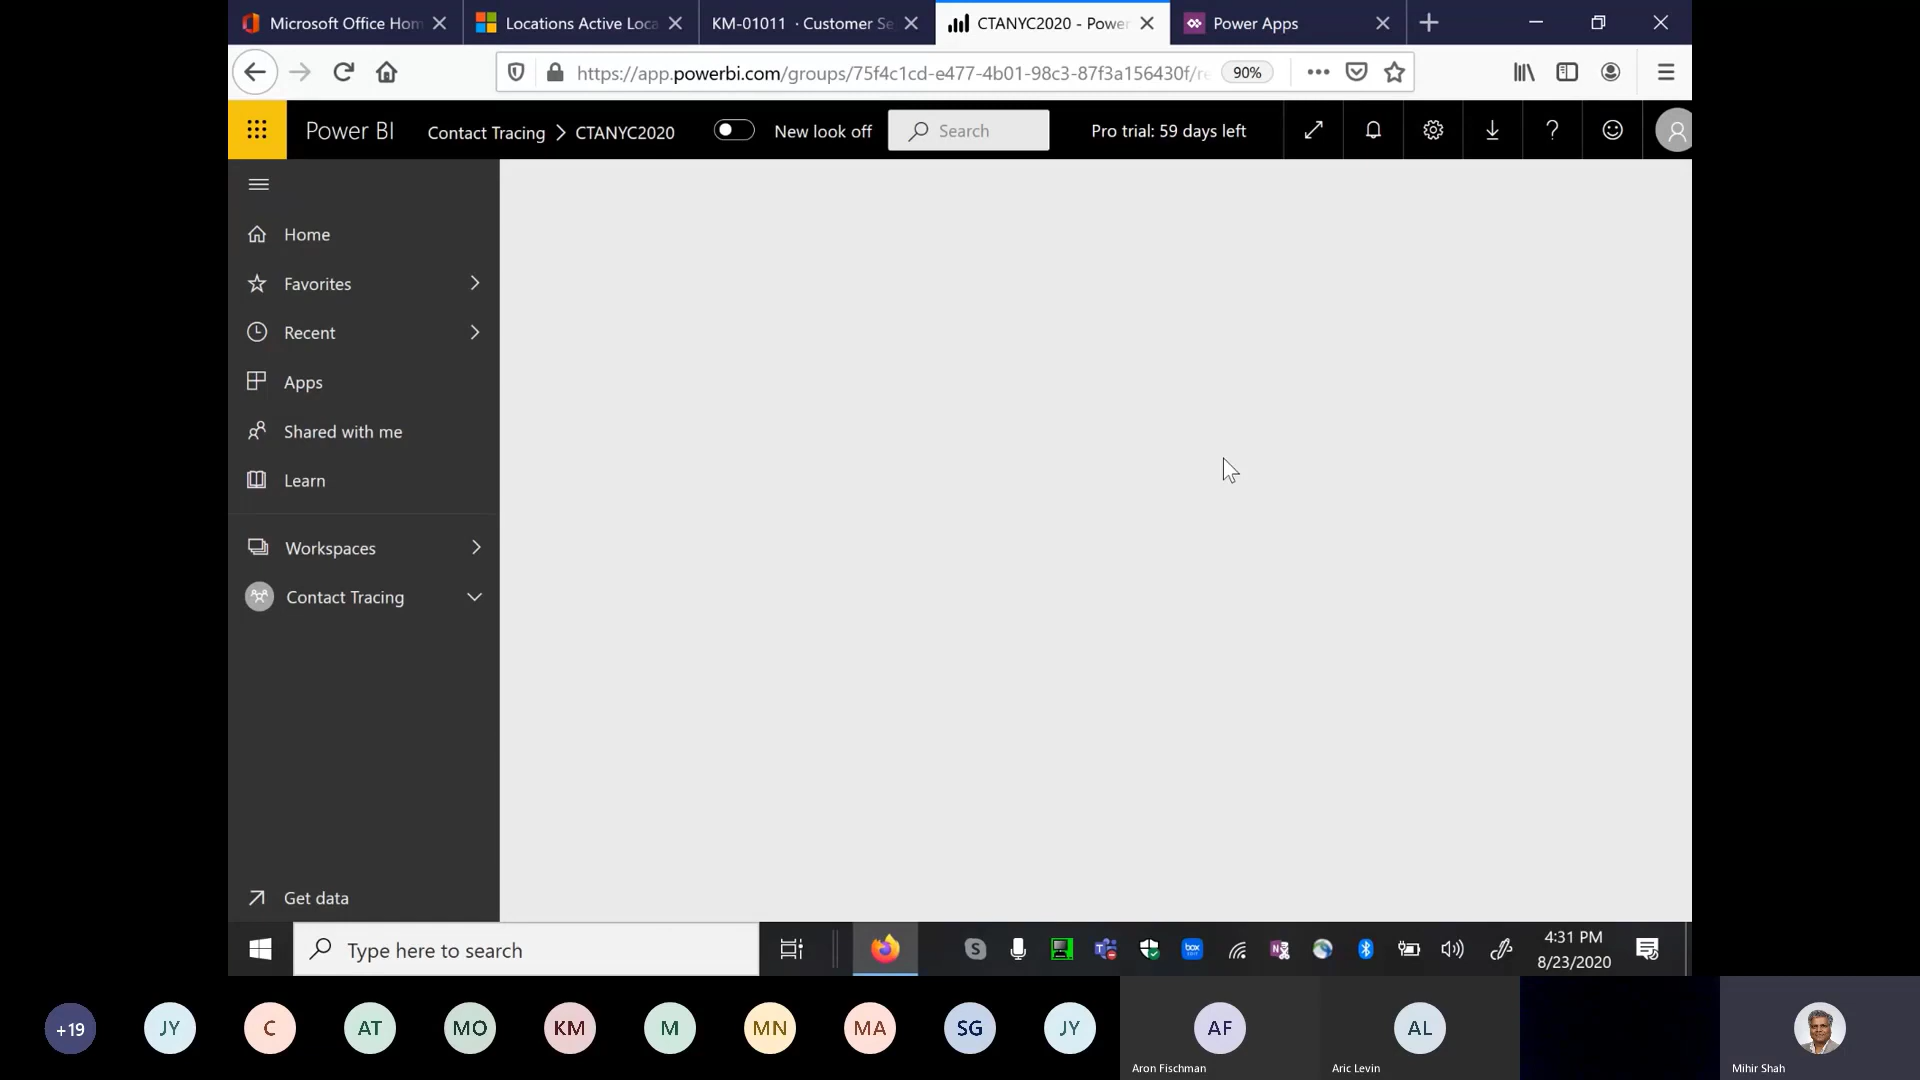 Microsoft Office Hom
Locations Active Loca
KM-01011 · Customer Se
CTANYC2020 - Power
Power Apps
https://app.powerbi.com/groups/75f4c1cd-e477-4b01-98c3-87f3a156430f/re
90%
Power BI
Contact Tracing > CTANYC2020
New look off
Search
Pro trial: 59 days left
Home
Favorites
Recent
Apps
Shared with me
Learn
Workspaces
Contact Tracing
Get data
Type here to search
4:31 PM
8/23/2020
+19
JY
C
AT
MO
KM
M
MN
MA
SG
JY
AF
AL
Aron Fischman
Aric Levin
Mihir Shah